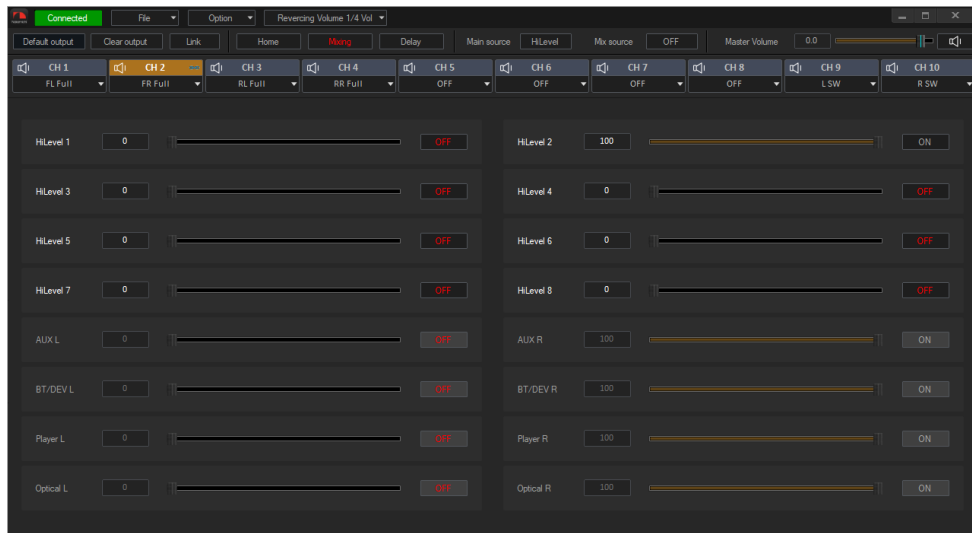 Connected File Option Revercing Volume 1/4 Vol
Default output Clear output Link Home Mixing Delay Main source HiLevel Mix source OFF Master Volume 0.0
CH 1 CH 2 CH 3 CH 4 CH 5 CH 6 CH 7 CH 8 CH 9 CH 10
FL Full FR Full RL Full RR Full OFF OFF OFF OFF L SW R SW
HiLevel 1 0 OFF HiLevel 2 100 ON
HiLevel 3 0 OFF HiLevel 4 0 OFF
HiLevel 5 0 OFF HiLevel 6 0 OFF
HiLevel 7 0 OFF HiLevel 8 0 OFF
AUX L 0 OFF AUX R 100 ON
BT/DEV L 0 OFF BT/DEV R 100 ON
Player L 0 OFF Player R 100 ON
Optical L 0 OFF Optical R 100 ON